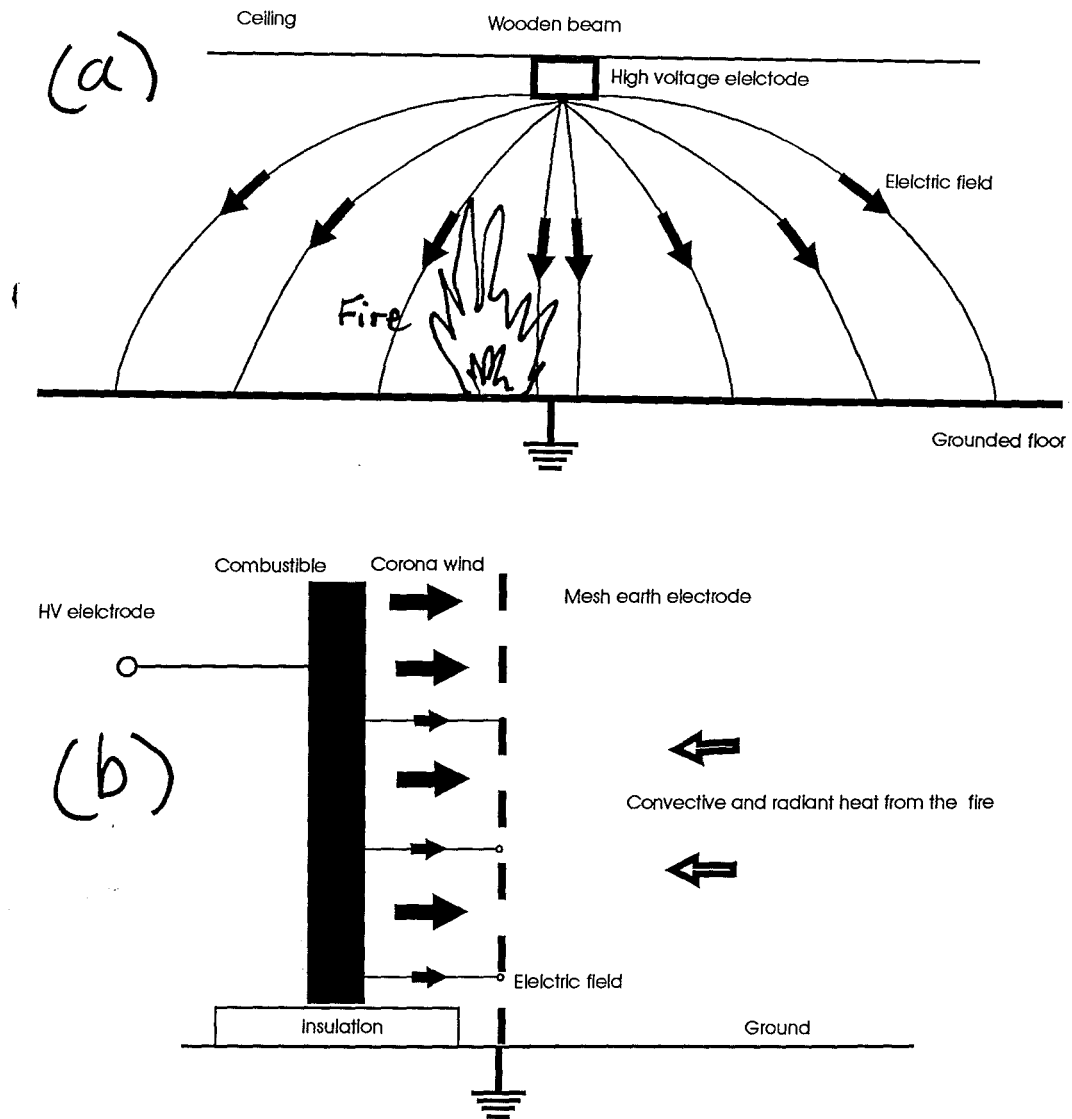 Ceiling
Wooden beam
(a)
High voltage elelctode
Elelctric field
Fire
Grounded floor
Combustible
Corona wind
HV elelctrode
Mesh earth electrode
(b)
Convective and radiant heat from the fire
Elelctric field
Insulation
Ground